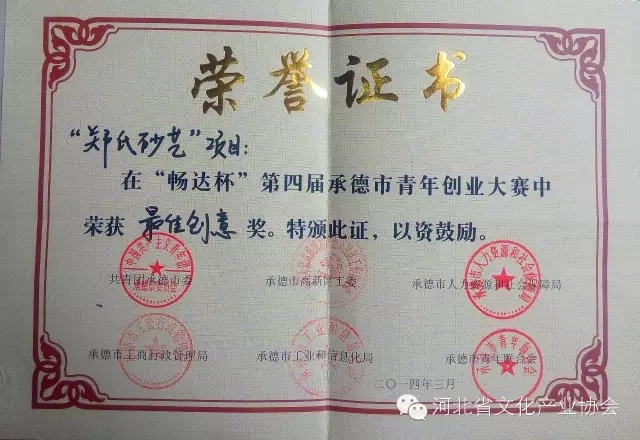 荣誉证书
“郑氏砂艺”项目：
在“畅达杯”第四届承德市青年创业大赛中
荣获 最佳创意 奖。特颁此证，以资鼓励。
共青团承德市委 承德市高新区工委 承德市人力资源和社会保障局
承德市工商行政管理局 承德市工业和信息化局 承德市青年联合会
二〇一四年三月
河北省文化产业协会